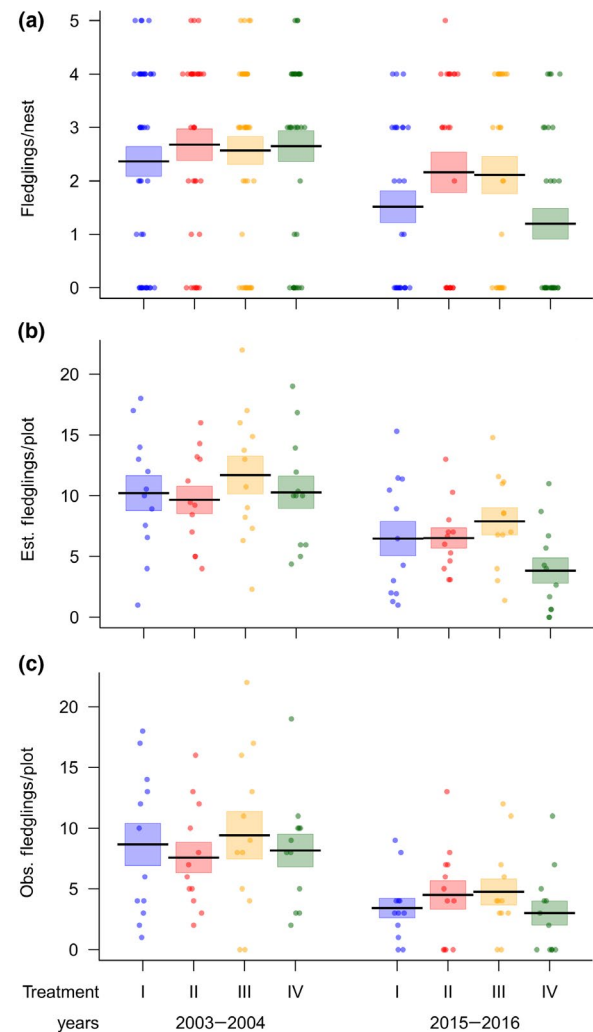 (a)
5
4
3
2
1
0
Fledglings/nest
(b)
20
15
10
5
0
Est. fledglings/plot
(c)
20
15
10
5
0
Obs. fledglings/plot
Treatment I II III IV I II III IV
years 2003–2004 2015–2016